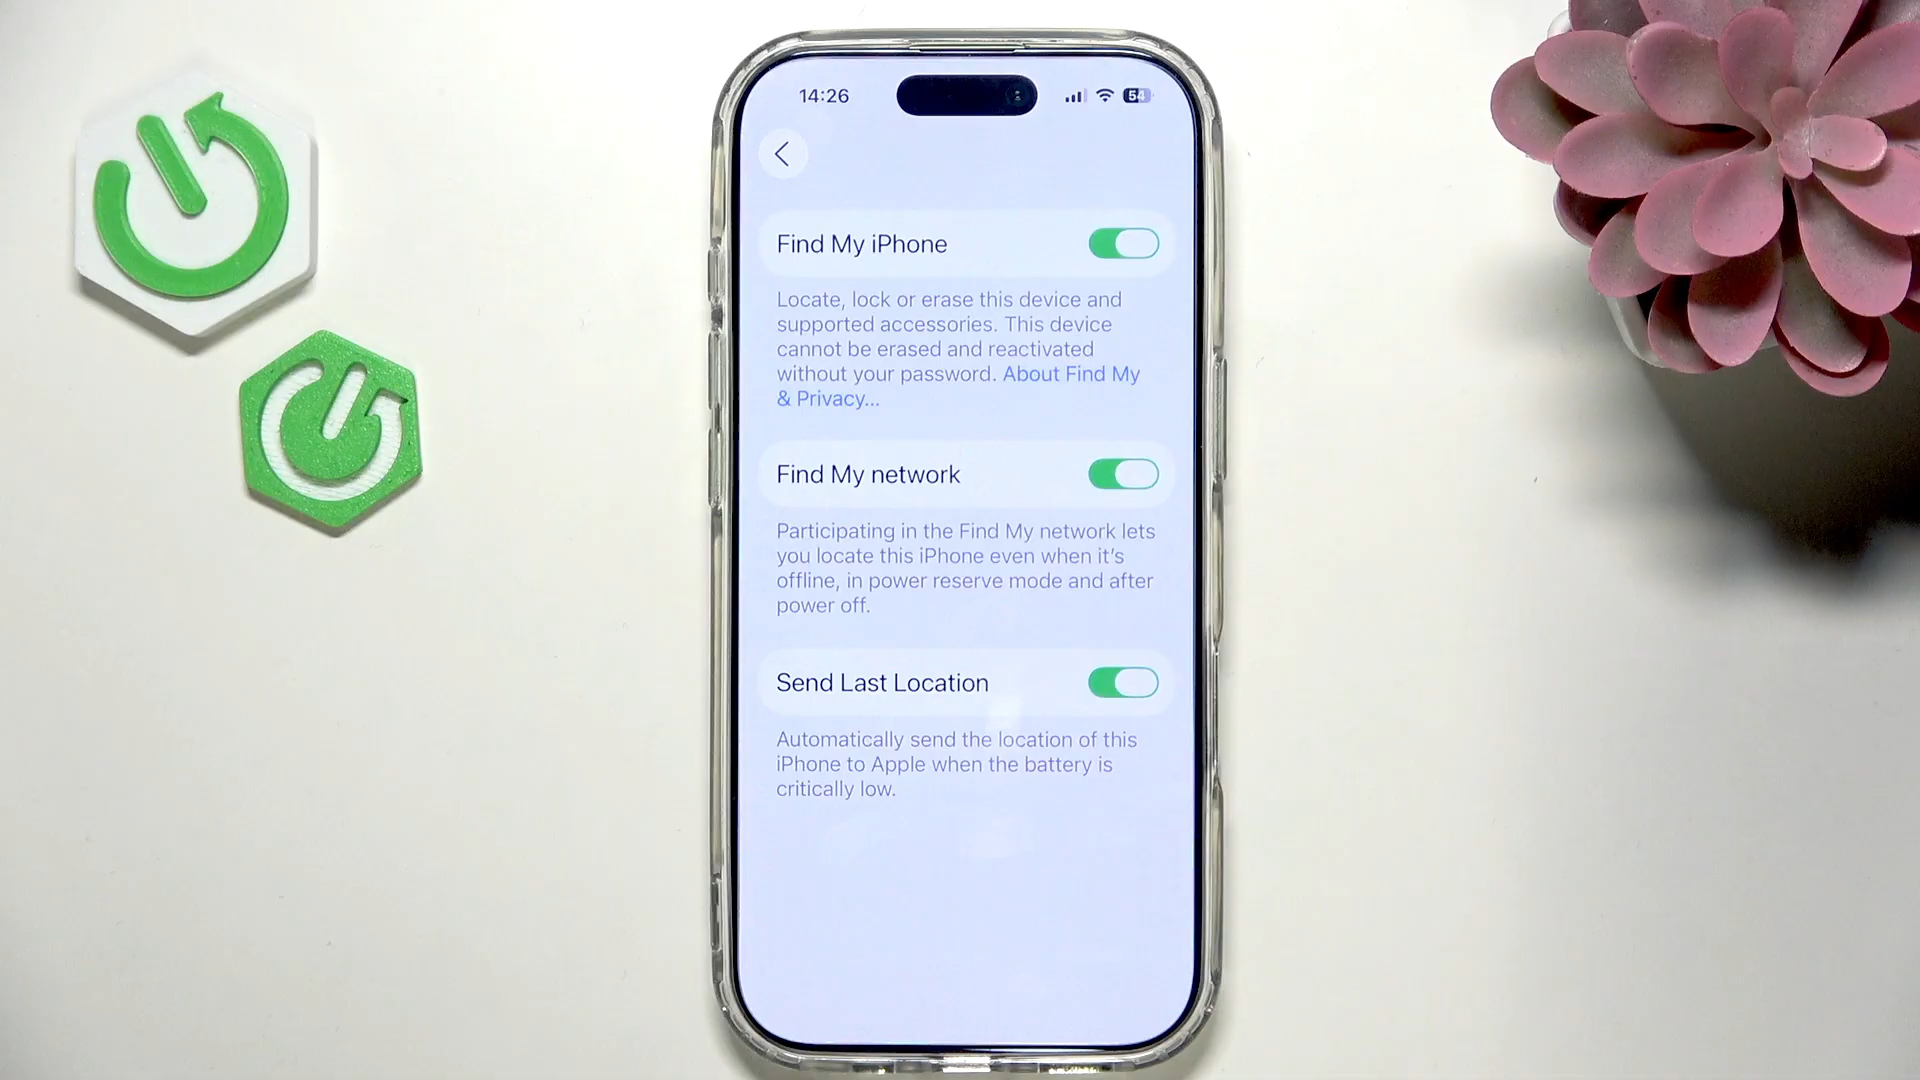 14:26
54
Find My iPhone
Locate, lock or erase this device and
supported accessories. This device
cannot be erased and reactivated
without your password. About Find My
& Privacy...
Find My network
Participating in the Find My network lets
you locate this iPhone even when it’s
offline, in power reserve mode and after
power off.
Send Last Location
Automatically send the location of this
iPhone to Apple when the battery is
critically low.